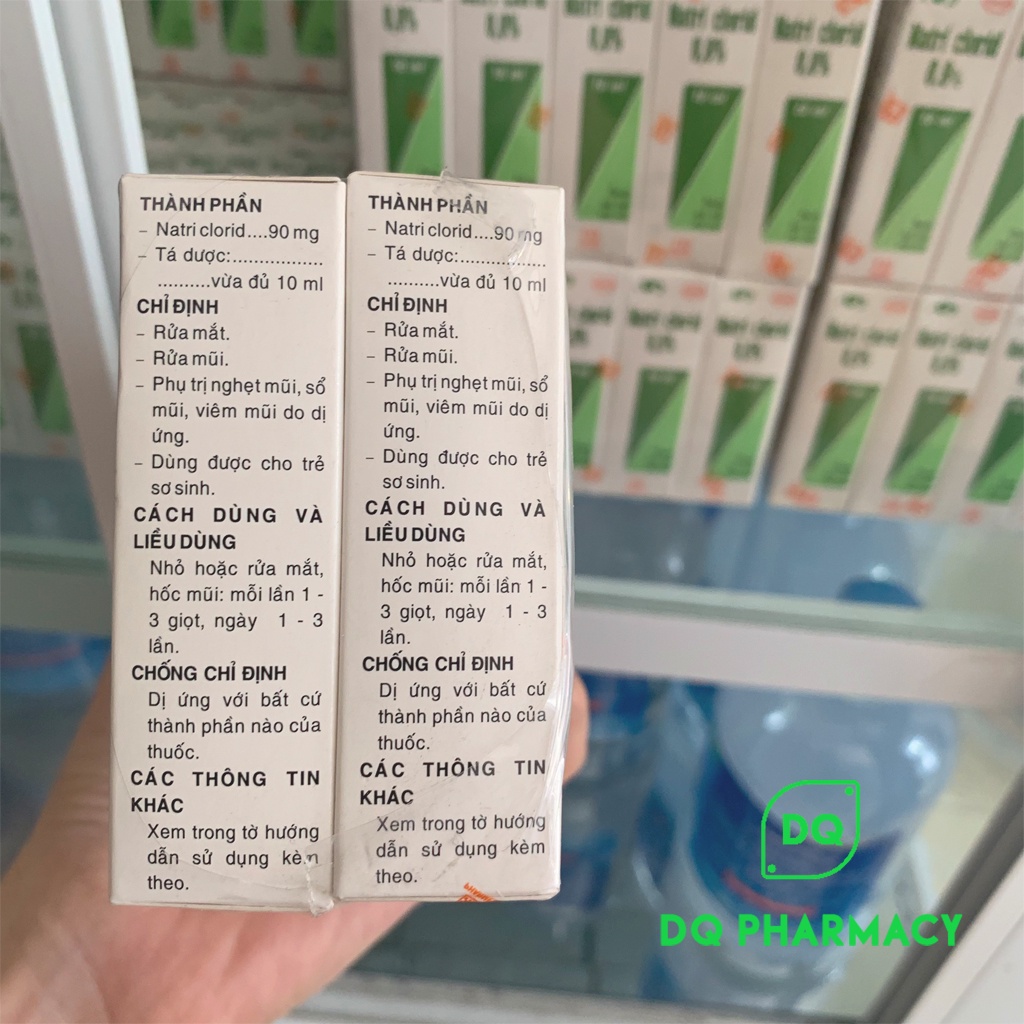 Natri clorid
0,9%
Natri clorid
0,9%
Natri clorid
0,9%
THÀNH PHẦN
– Natri clorid....90 mg
– Tá dược:.................
..........vừa đủ 10 ml
CHỈ ĐỊNH
– Rửa mắt.
– Rửa mũi.
– Phụ trị nghẹt mũi, sổ
mũi, viêm mũi do dị
ứng.
– Dùng được cho trẻ
sơ sinh.
CÁCH DÙNG VÀ
LIỀU DÙNG
Nhỏ hoặc rửa mắt,
hốc mũi: mỗi lần 1 -
3 giọt, ngày 1 - 3
lần.
CHỐNG CHỈ ĐỊNH
Dị ứng với bất cứ
thành phần nào của
thuốc.
CÁC THÔNG TIN
KHÁC
Xem trong tờ hướng
dẫn sử dụng kèm
theo.
THÀNH PHẦN
– Natri clorid....90 mg
– Tá dược:.................
..........vừa đủ 10 ml
CHỈ ĐỊNH
– Rửa mắt.
– Rửa mũi.
– Phụ trị nghẹt mũi, sổ
mũi, viêm mũi do dị
ứng.
– Dùng được cho trẻ
sơ sinh.
CÁCH DÙNG VÀ
LIỀU DÙNG
Nhỏ hoặc rửa mắt,
hốc mũi: mỗi lần 1 -
3 giọt, ngày 1 - 3
lần.
CHỐNG CHỈ ĐỊNH
Dị ứng với bất cứ
thành phần nào của
thuốc.
CÁC THÔNG TIN
KHÁC
Xem trong tờ hướng
dẫn sử dụng kèm
theo.
DQ
DQ PHARMACY